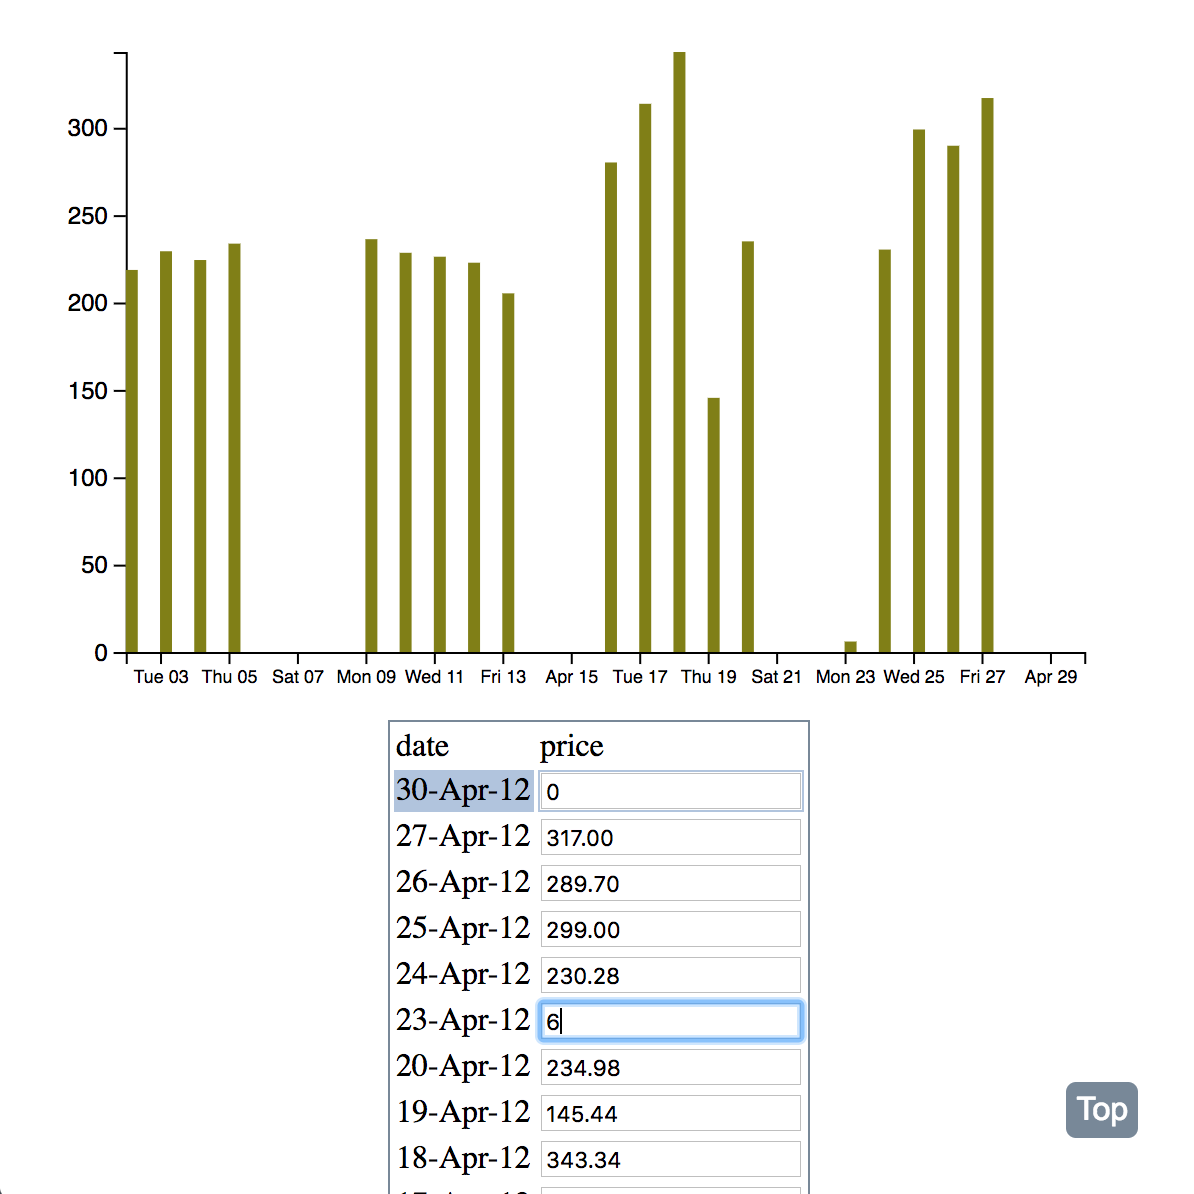 300
250
200
150
100
50
0
Tue 03 Thu 05 Sat 07 Mon 09 Wed 11 Fri 13 Apr 15 Tue 17 Thu 19 Sat 21 Mon 23 Wed 25 Fri 27 Apr 29
date price
30-Apr-12 0
27-Apr-12 317.00
26-Apr-12 289.70
25-Apr-12 299.00
24-Apr-12 230.28
23-Apr-12 6
20-Apr-12 234.98
19-Apr-12 145.44
Top
18-Apr-12 343.34